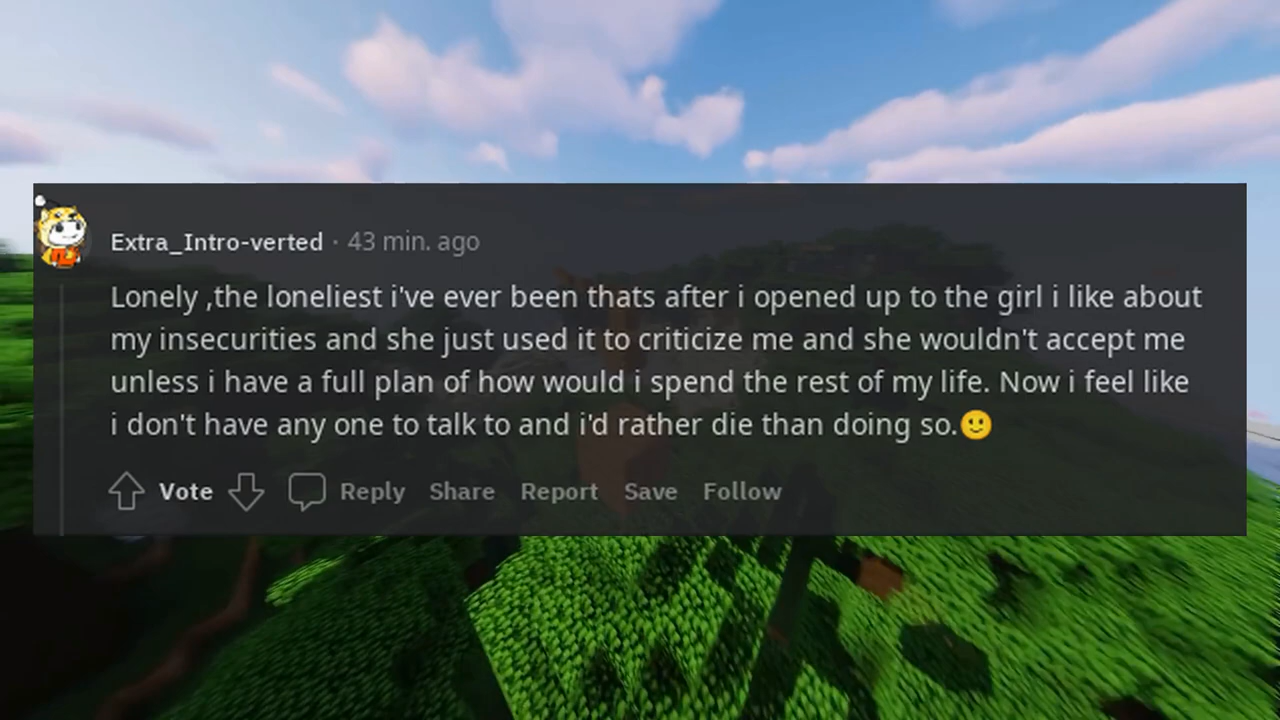 Extra_Intro-verted · 43 min. ago
Lonely ,the loneliest i've ever been thats after i opened up to the girl i like about
my insecurities and she just used it to criticize me and she wouldn't accept me
unless i have a full plan of how would i spend the rest of my life. Now i feel like
i don't have any one to talk to and i'd rather die than doing so.🙂
Vote Reply Share Report Save Follow